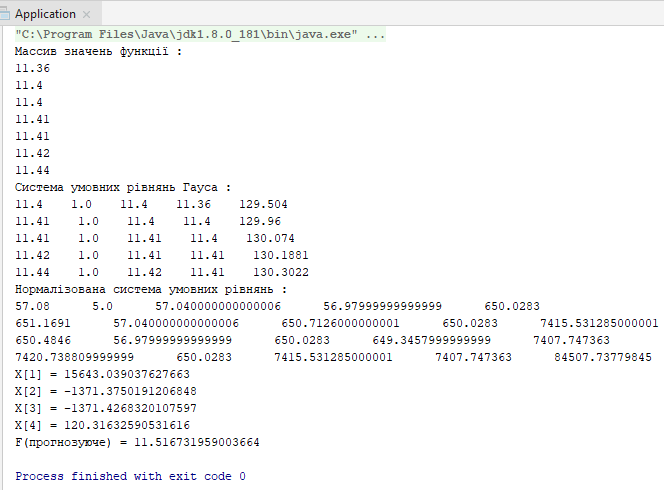 Application
"C:\Program Files\Java\jdk1.8.0_181\bin\java.exe" ...
Массив значень функції :
11.36
11.4
11.4
11.41
11.41
11.42
11.44
Система умовних рівнянь Гауса :
11.4 1.0 11.4 11.36 129.504
11.41 1.0 11.4 11.4 129.96
11.41 1.0 11.41 11.4 130.074
11.42 1.0 11.41 11.41 130.1881
11.44 1.0 11.42 11.41 130.3022
Нормалізована система умовних рівнянь :
57.08 5.0 57.040000000000006 56.97999999999999 650.0283
651.1691 57.040000000000006 650.7126000000001 650.0283 7415.531285000001
650.4846 56.97999999999999 650.0283 649.3457999999999 7407.747363
7420.738809999999 650.0283 7415.531285000001 7407.747363 84507.73779845
X[1] = 15643.039037627663
X[2] = -1371.3750191206848
X[3] = -1371.4268320107597
X[4] = 120.31632590531616
F(прогнозуюче) = 11.516731959003664
Process finished with exit code 0